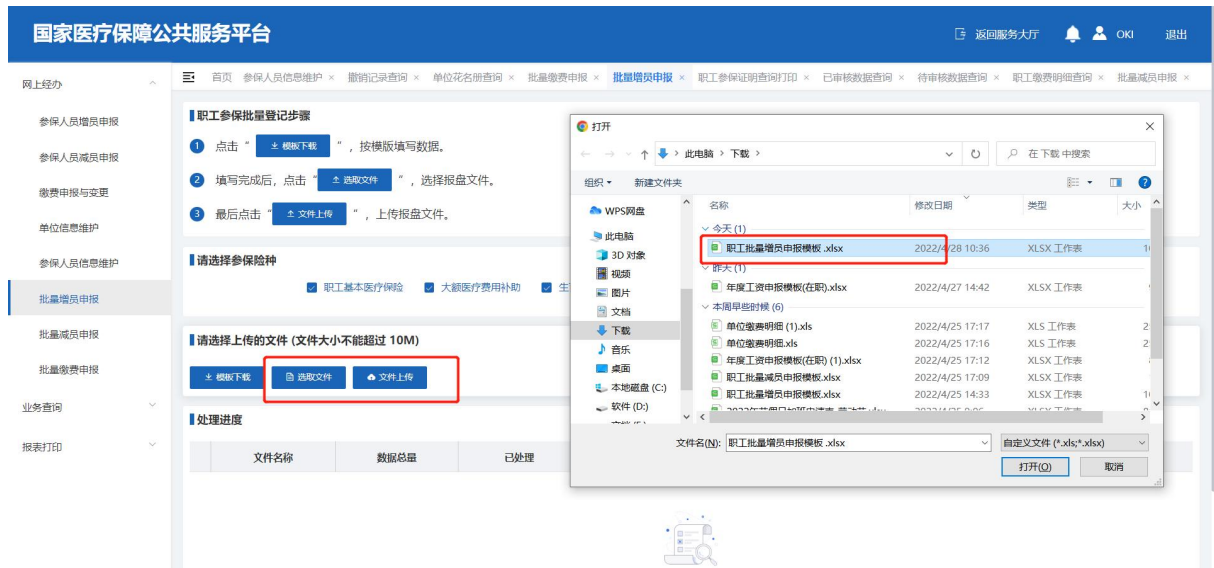 国家医疗保障公共服务平台
返回服务大厅 OKI 退出
首页 参保人员信息维护 × 撤销记录查询 × 单位花名册查询 × 批量缴费申报 × 批量增员申报 × 职工参保证明查询打印 × 已审核数据查询 × 待审核数据查询 × 职工缴费明细查询 × 批量减员申报 ×
网上经办
参保人员增员申报
参保人员减员申报
缴费申报与变更
单位信息维护
参保人员信息维护
批量增员申报
批量减员申报
批量缴费申报
业务查询
报表打印
职工参保批量登记步骤
1 点击“ 模板下载 ”，按模版填写数据。
2 填写完成后，点击“ 选取文件 ”，选择报盘文件。
3 最后点击“ 文件上传 ”，上传报盘文件。
请选择参保险种
职工基本医疗保险 大额医疗费用补助 生
请选择上传的文件 (文件大小不能超过 10M)
模板下载 选取文件 文件上传
处理进度
文件名称 数据总量 已处理
打开
此电脑 › 下载 ›
在 下载 中搜索
组织 新建文件夹
WPS网盘
此电脑
3D 对象
视频
图片
文档
下载
音乐
桌面
本地磁盘 (C:)
软件 (D:)
名称 修改日期 类型 大小
今天 (1)
职工批量增员申报模板 .xlsx 2022/4/28 10:36 XLSX 工作表
昨天 (1)
年度工资申报模板(在职).xlsx 2022/4/27 14:42 XLSX 工作表
本周早些时候 (6)
单位缴费明细 (1).xls 2022/4/25 17:17 XLS 工作表
单位缴费明细.xls 2022/4/25 17:16 XLS 工作表
年度工资申报模板(在职) (1).xlsx 2022/4/25 17:12 XLSX 工作表
职工批量减员申报模板.xlsx 2022/4/25 17:09 XLSX 工作表
职工批量增员申报模板.xlsx 2022/4/25 14:33 XLSX 工作表
文件名(N): 职工批量增员申报模板 .xlsx 自定义文件 (*.xls;*.xlsx)
打开(O) 取消